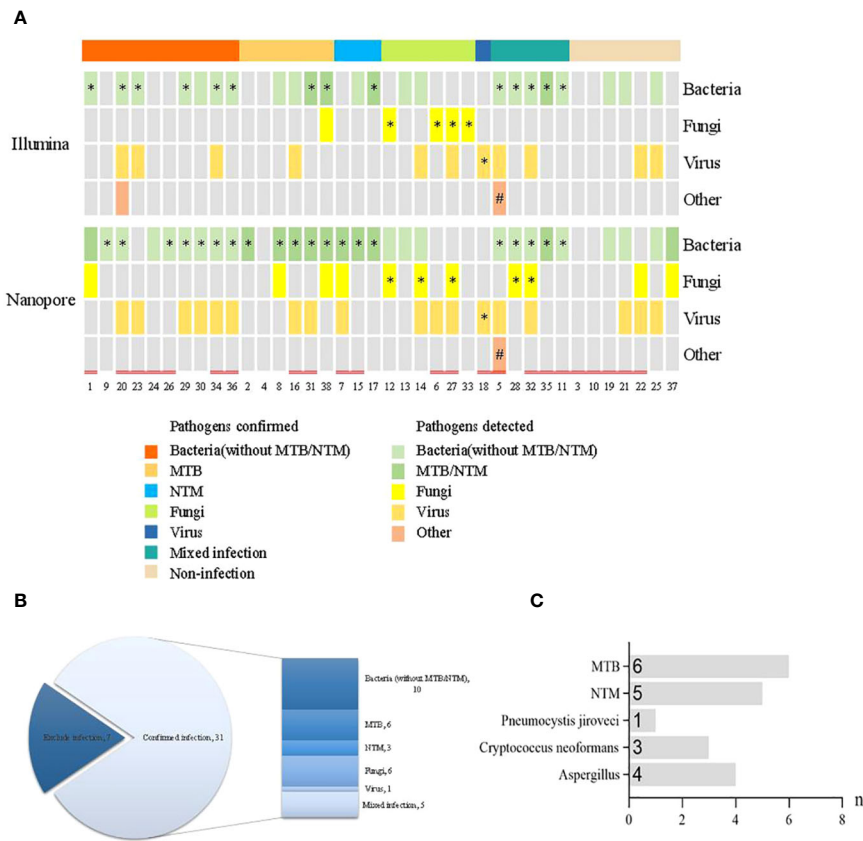 A
Illumina
* * * * * * * * * * * * * * * Bacteria
* * * * Fungi
* Virus
# Other
Nanopore
* * * * * * * * * * * * * * * * * * * * * Bacteria
* * * * * Fungi
* Virus
# Other
1 9 20 23 24 26 29 30 34 36 2 4 8 16 31 38 7 15 17 12 13 14 6 27 33 18 5 28 32 35 11 3 10 19 21 22 25 37
Pathogens confirmed
Bacteria(without MTB/NTM)
MTB
NTM
Fungi
Virus
Mixed infection
Non-infection
Pathogens detected
Bacteria(without MTB/NTM)
MTB/NTM
Fungi
Virus
Other
B
Exclude infection, 7
Confirmed infection, 31
Bacteria (without MTB/NTM),
10
MTB, 6
NTM, 3
Fungi, 6
Virus, 1
Mixed infection, 5
C
MTB 6
NTM 5
Pneumocystis jiroveci 1
Cryptococcus neoformans 3
Aspergillus 4
0 2 4 6 8 n